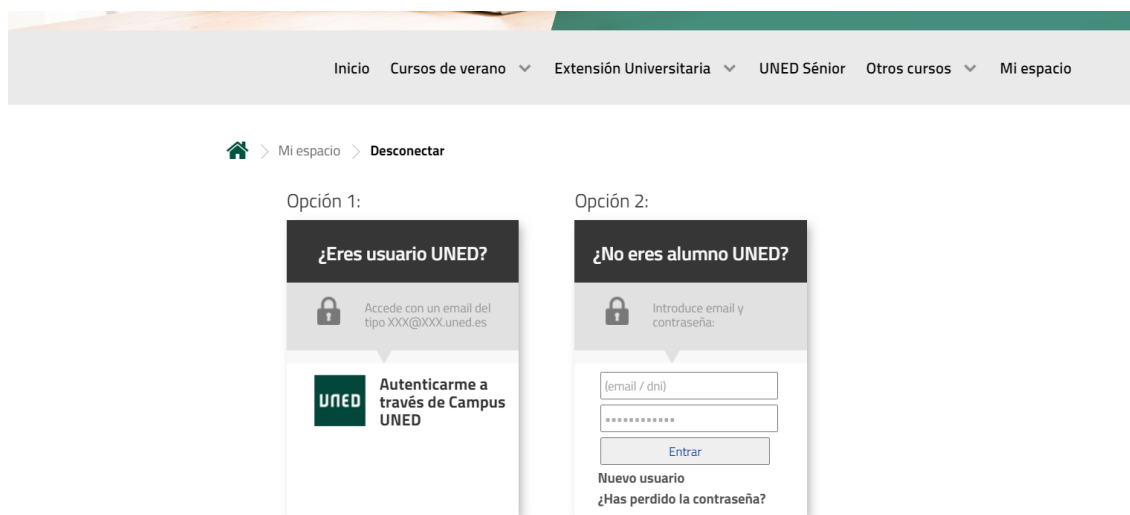 Inicio Cursos de verano Extensión Universitaria UNED Sénior Otros cursos Mi espacio
Mi espacio Desconectar
Opción 1:
¿Eres usuario UNED?
Accede con un email del
tipo XXX@XXX.uned.es
UNED
Autenticarme a
través de Campus
UNED
Opción 2:
¿No eres alumno UNED?
Introduce email y
contraseña:
(email / dni)
Entrar
Nuevo usuario
¿Has perdido la contraseña?